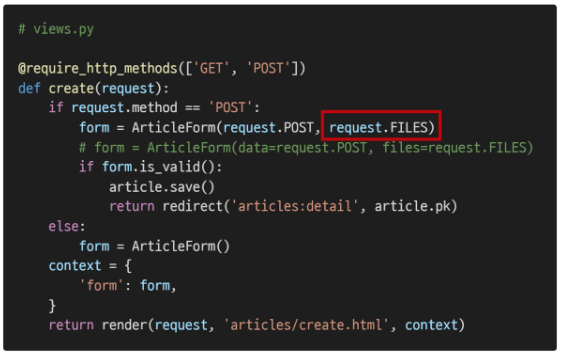 # views.py
@require_http_methods(['GET', 'POST'])
def create(request):
    if request.method == 'POST':
        form = ArticleForm(request.POST, request.FILES)
        # form = ArticleForm(data=request.POST, files=request.FILES)
        if form.is_valid():
            article.save()
            return redirect('articles:detail', article.pk)
    else:
        form = ArticleForm()
    context = {
        'form': form,
    }
    return render(request, 'articles/create.html', context)